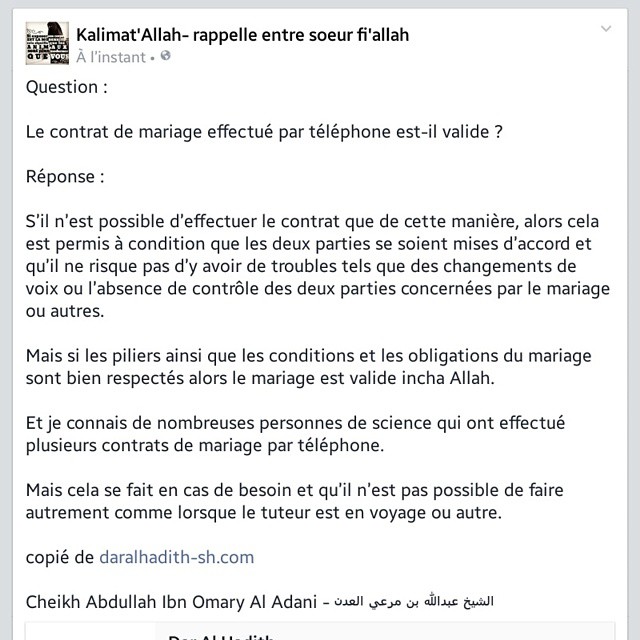 Kalimat'Allah- rappelle entre soeur fi'allah
À l'instant •
Question :
Le contrat de mariage effectué par téléphone est-il valide ?
Réponse :
S'il n'est possible d'effectuer le contrat que de cette manière, alors cela
est permis à condition que les deux parties se soient mises d'accord et
qu'il ne risque pas d'y avoir de troubles tels que des changements de
voix ou l'absence de contrôle des deux parties concernées par le mariage
ou autres.
Mais si les piliers ainsi que les conditions et les obligations du mariage
sont bien respectés alors le mariage est valide incha Allah.
Et je connais de nombreuses personnes de science qui ont effectué
plusieurs contrats de mariage par téléphone.
Mais cela se fait en cas de besoin et qu'il n'est pas possible de faire
autrement comme lorsque le tuteur est en voyage ou autre.
copié de daralhadith-sh.com
Cheikh Abdullah Ibn Omary Al Adani - الشيخ عبدالله بن مرعي العدن
Dar Al Hadith